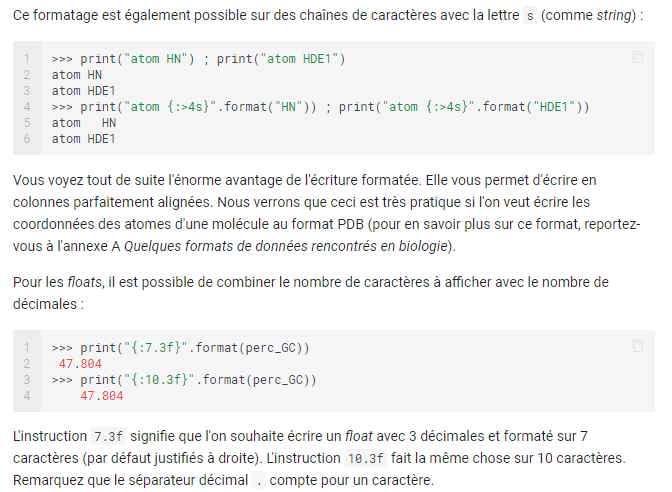 Ce formatage est également possible sur des chaînes de caractères avec la lettre s (comme string) :
1 >>> print("atom HN") ; print("atom HDE1")
2 atom HN
3 atom HDE1
4 >>> print("atom {:>4s}".format("HN")) ; print("atom {:>4s}".format("HDE1"))
5 atom   HN
6 atom HDE1
Vous voyez tout de suite l'énorme avantage de l'écriture formatée. Elle vous permet d'écrire en
colonnes parfaitement alignées. Nous verrons que ceci est très pratique si l'on veut écrire les
coordonnées des atomes d'une molécule au format PDB (pour en savoir plus sur ce format, reportez-
vous à l'annexe A Quelques formats de données rencontrés en biologie).
Pour les floats, il est possible de combiner le nombre de caractères à afficher avec le nombre de
décimales :
1 >>> print("{:7.3f}".format(perc_GC))
2  47.804
3 >>> print("{:10.3f}".format(perc_GC))
4     47.804
L'instruction 7.3f signifie que l'on souhaite écrire un float avec 3 décimales et formaté sur 7
caractères (par défaut justifiés à droite). L'instruction 10.3f fait la même chose sur 10 caractères.
Remarquez que le séparateur décimal . compte pour un caractère.